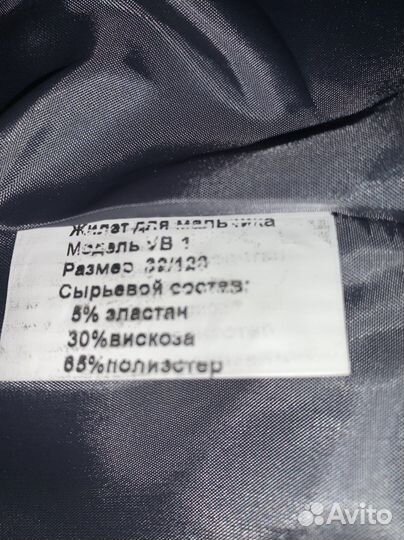 Жилет для мальчика
Модель УВ 1
Размер 32/128
Сырьевой состав:
5% эластан
30%вискоза
65%полиэстер
Avito